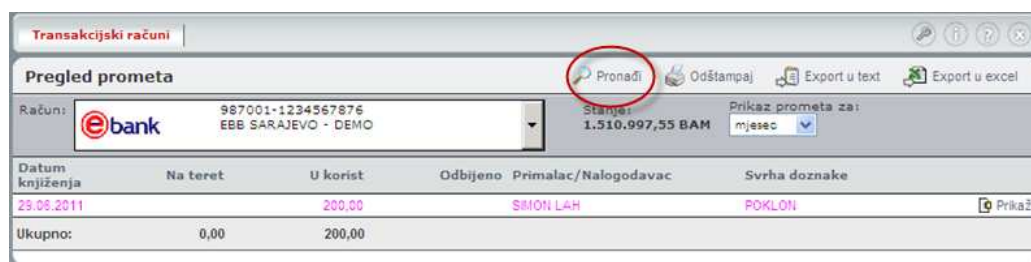 Transakcijski računi
Pregled prometa Pronađi Odštampaj Export u text Export u excel
Račun: ebank 987001-1234567876 Stanje: Prikaz prometa za:
EBB SARAJEVO - DEMO 1.510.997,55 BAM mjesec
Datum knjiženja Na teret U korist Odbijeno Primalac/Nalogodavac Svrha doznake
29.06.2011 200,00 SIMON LAH POKLON Prikaž
Ukupno: 0,00 200,00